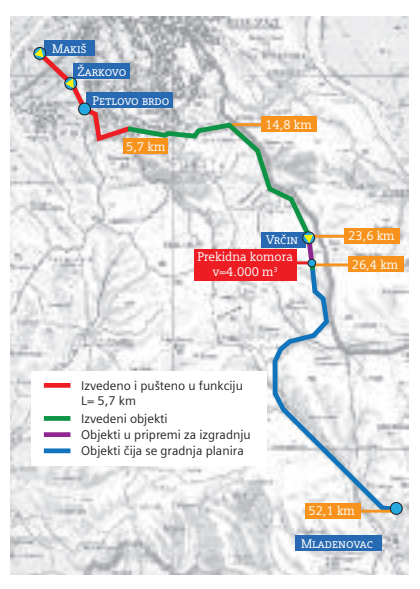 Makiš
Žarkovo
Petlovo brdo
14,8 km
5,7 km
Vrčin
23,6 km
Prekidna komora
v=4.000 m³
26,4 km
Izvedeno i pušteno u funkciju
L= 5,7 km
Izvedeni objekti
Objekti u pripremi za izgradnju
Objekti čija se gradnja planira
52,1 km
Mladenovac